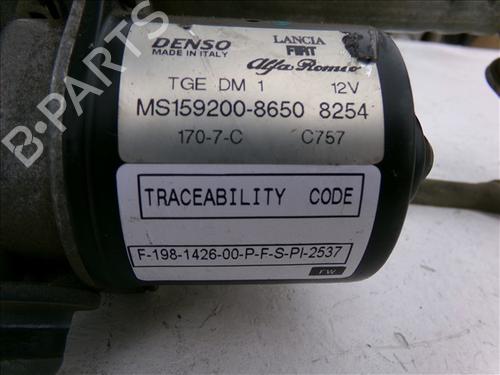 DENSO
MADE IN ITALY
LANCIA
FIAT
Alfa Romeo
TGE DM 1 12V
MS159200-8650 8254
170-7-C C757
TRACEABILITY CODE
F-198-1426-00-P-F-S-PI-2537
TW
B-PARTS